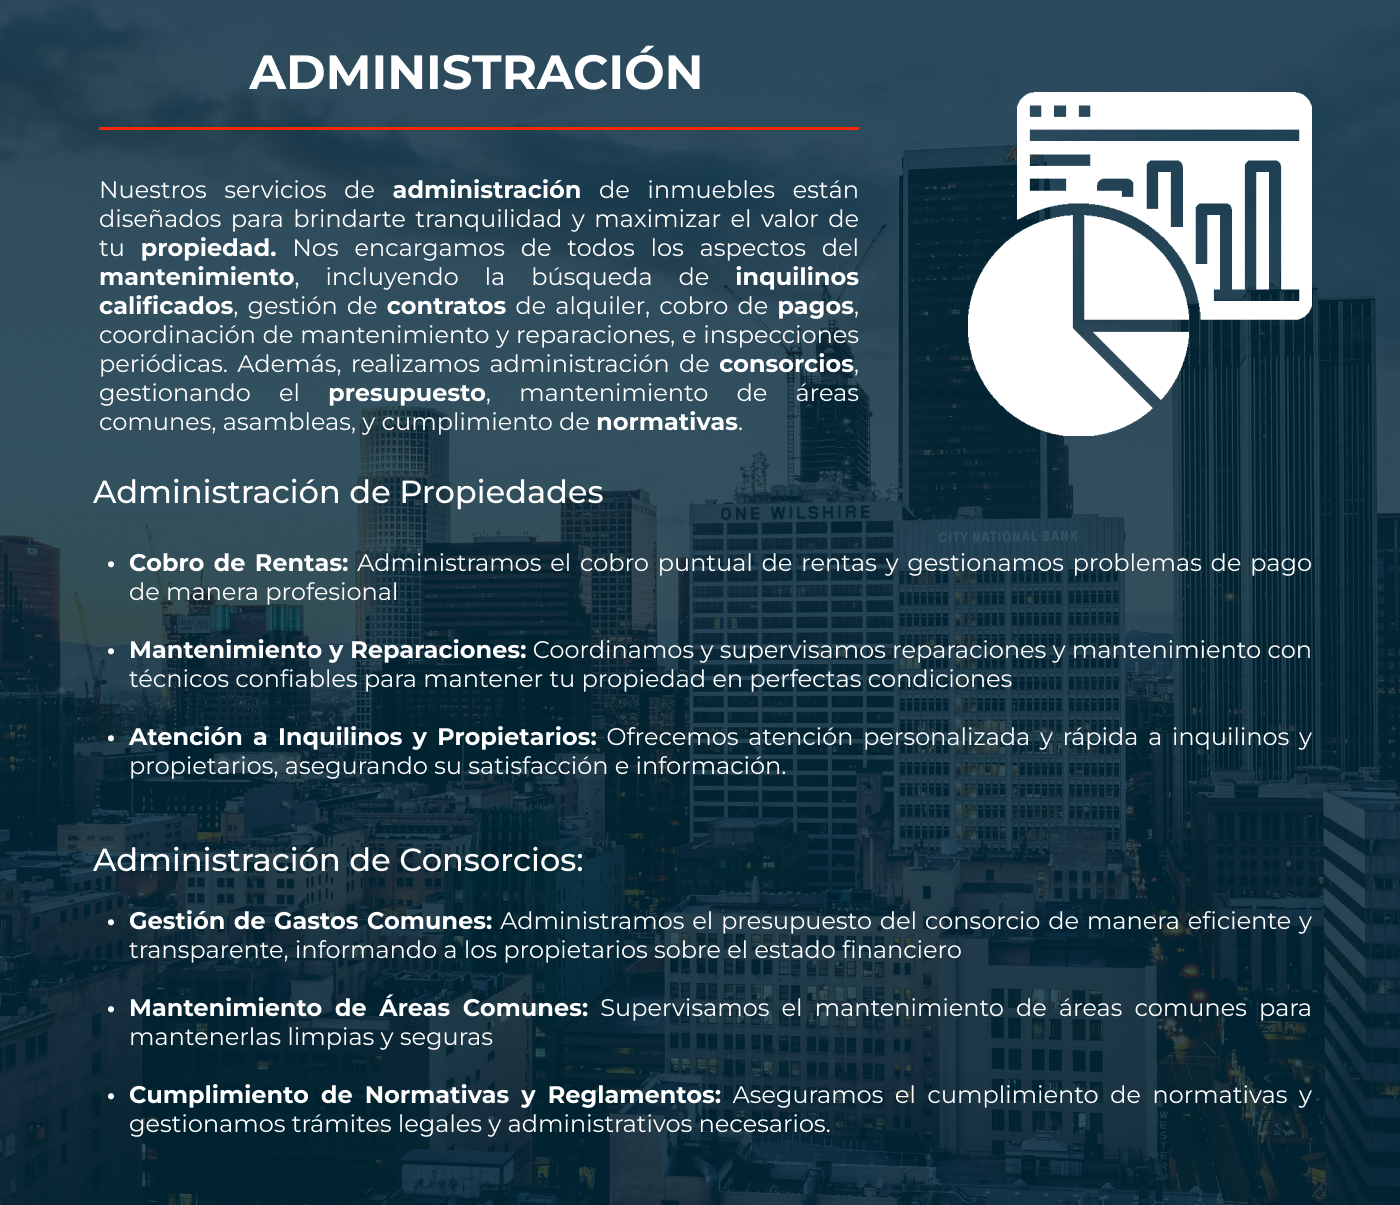 ADMINISTRACIÓN
Nuestros servicios de administración de inmuebles están
diseñados para brindarte tranquilidad y maximizar el valor de
tu propiedad. Nos encargamos de todos los aspectos del
mantenimiento, incluyendo la búsqueda de inquilinos
calificados, gestión de contratos de alquiler, cobro de pagos,
coordinación de mantenimiento y reparaciones, e inspecciones
periódicas. Además, realizamos administración de consorcios,
gestionando el presupuesto, mantenimiento de áreas
comunes, asambleas, y cumplimiento de normativas.
Administración de Propiedades
ONE WILSHIRE
CITY NATIONAL BANK
• Cobro de Rentas: Administramos el cobro puntual de rentas y gestionamos problemas de pago
de manera profesional
• Mantenimiento y Reparaciones: Coordinamos y supervisamos reparaciones y mantenimiento con
técnicos confiables para mantener tu propiedad en perfectas condiciones
• Atención a Inquilinos y Propietarios: Ofrecemos atención personalizada y rápida a inquilinos y
propietarios, asegurando su satisfacción e información.
Administración de Consorcios:
• Gestión de Gastos Comunes: Administramos el presupuesto del consorcio de manera eficiente y
transparente, informando a los propietarios sobre el estado financiero
• Mantenimiento de Áreas Comunes: Supervisamos el mantenimiento de áreas comunes para
mantenerlas limpias y seguras
• Cumplimiento de Normativas y Reglamentos: Aseguramos el cumplimiento de normativas y
gestionamos trámites legales y administrativos necesarios.